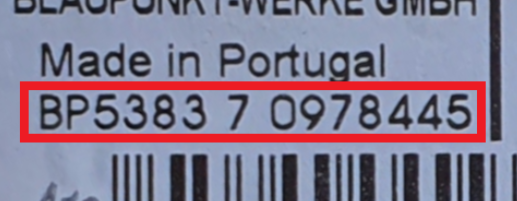 BLAUPUNKT-WERKE GMBH
Made in Portugal
BP5383 7 0978445